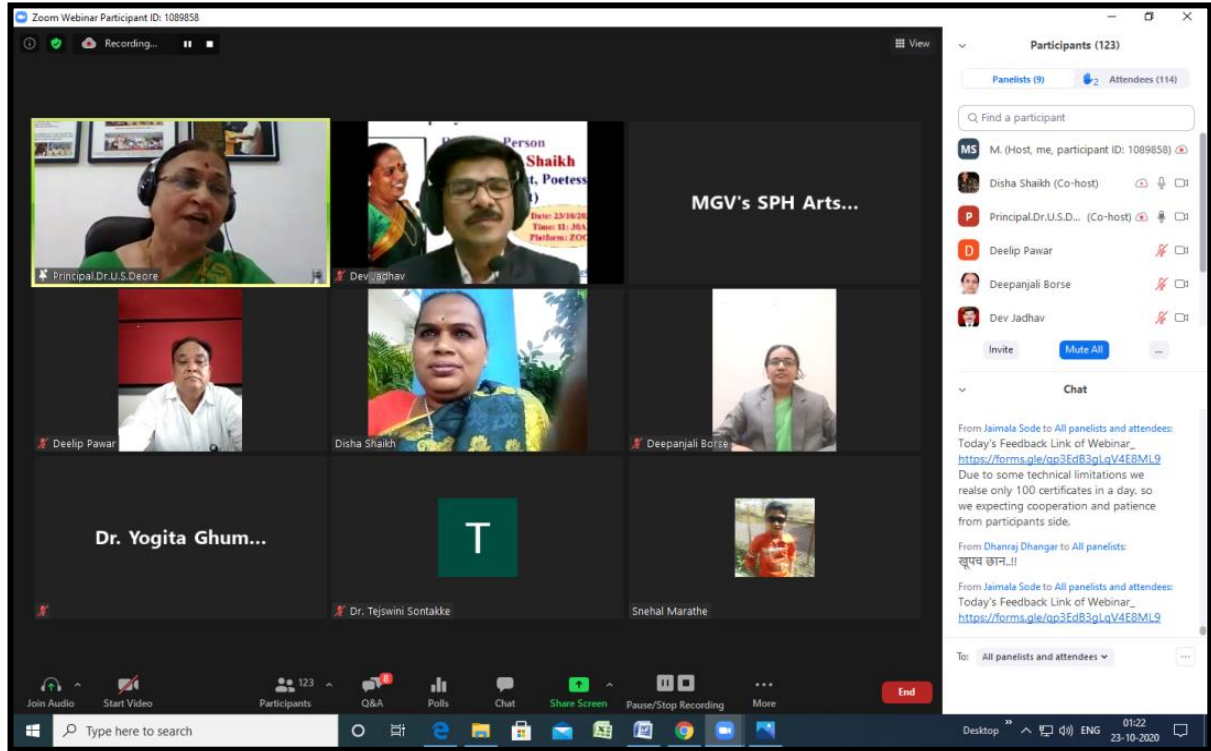 Zoom Webinar Participant ID: 1089858
Recording...
View
Participants (123)
Panelists (9)
2 Attendees (114)
Find a participant
MS M. (Host, me, participant ID: 1089858)
Disha Shaikh (Co-host)
P Principal.Dr.U.S.D... (Co-host)
D Deelip Pawar
Deepanjali Borse
Dev Jadhav
Invite
Mute All
...
Person
Shaikh
t, Poetess
Time: 11:
Platform: ZOO
Principal.Dr.U.S.Deore
Dev Jadhav
MGV's SPH Arts...
Deelip Pawar
Disha Shaikh
Deepanjali Borse
Dr. Yogita Ghum...
T
Dr. Tejswini Sontakke
Snehal Marathe
Chat
From Jaimala Sode to All panelists and attendees:
Today's Feedback Link of Webinar_
https://forms.gle/qp3EdB3gLqV4E8ML9
Due to some technical limitations we
realse only 100 certificates in a day, so
we expecting cooperation and patience
from participants side.
From Dhanraj Dhangar to All panelists:
खूपच छान..!!
From Jaimala Sode to All panelists and attendees:
Today's Feedback Link of Webinar_
https://forms.gle/qp3EdB3gLqV4E8ML9
To: All panelists and attendees
...
Join Audio
Start Video
123
Participants
8
Q&A
Polls
Chat
Share Screen
Pause/Stop Recording
More
End
Type here to search
Desktop
ENG
01:22
23-10-2020